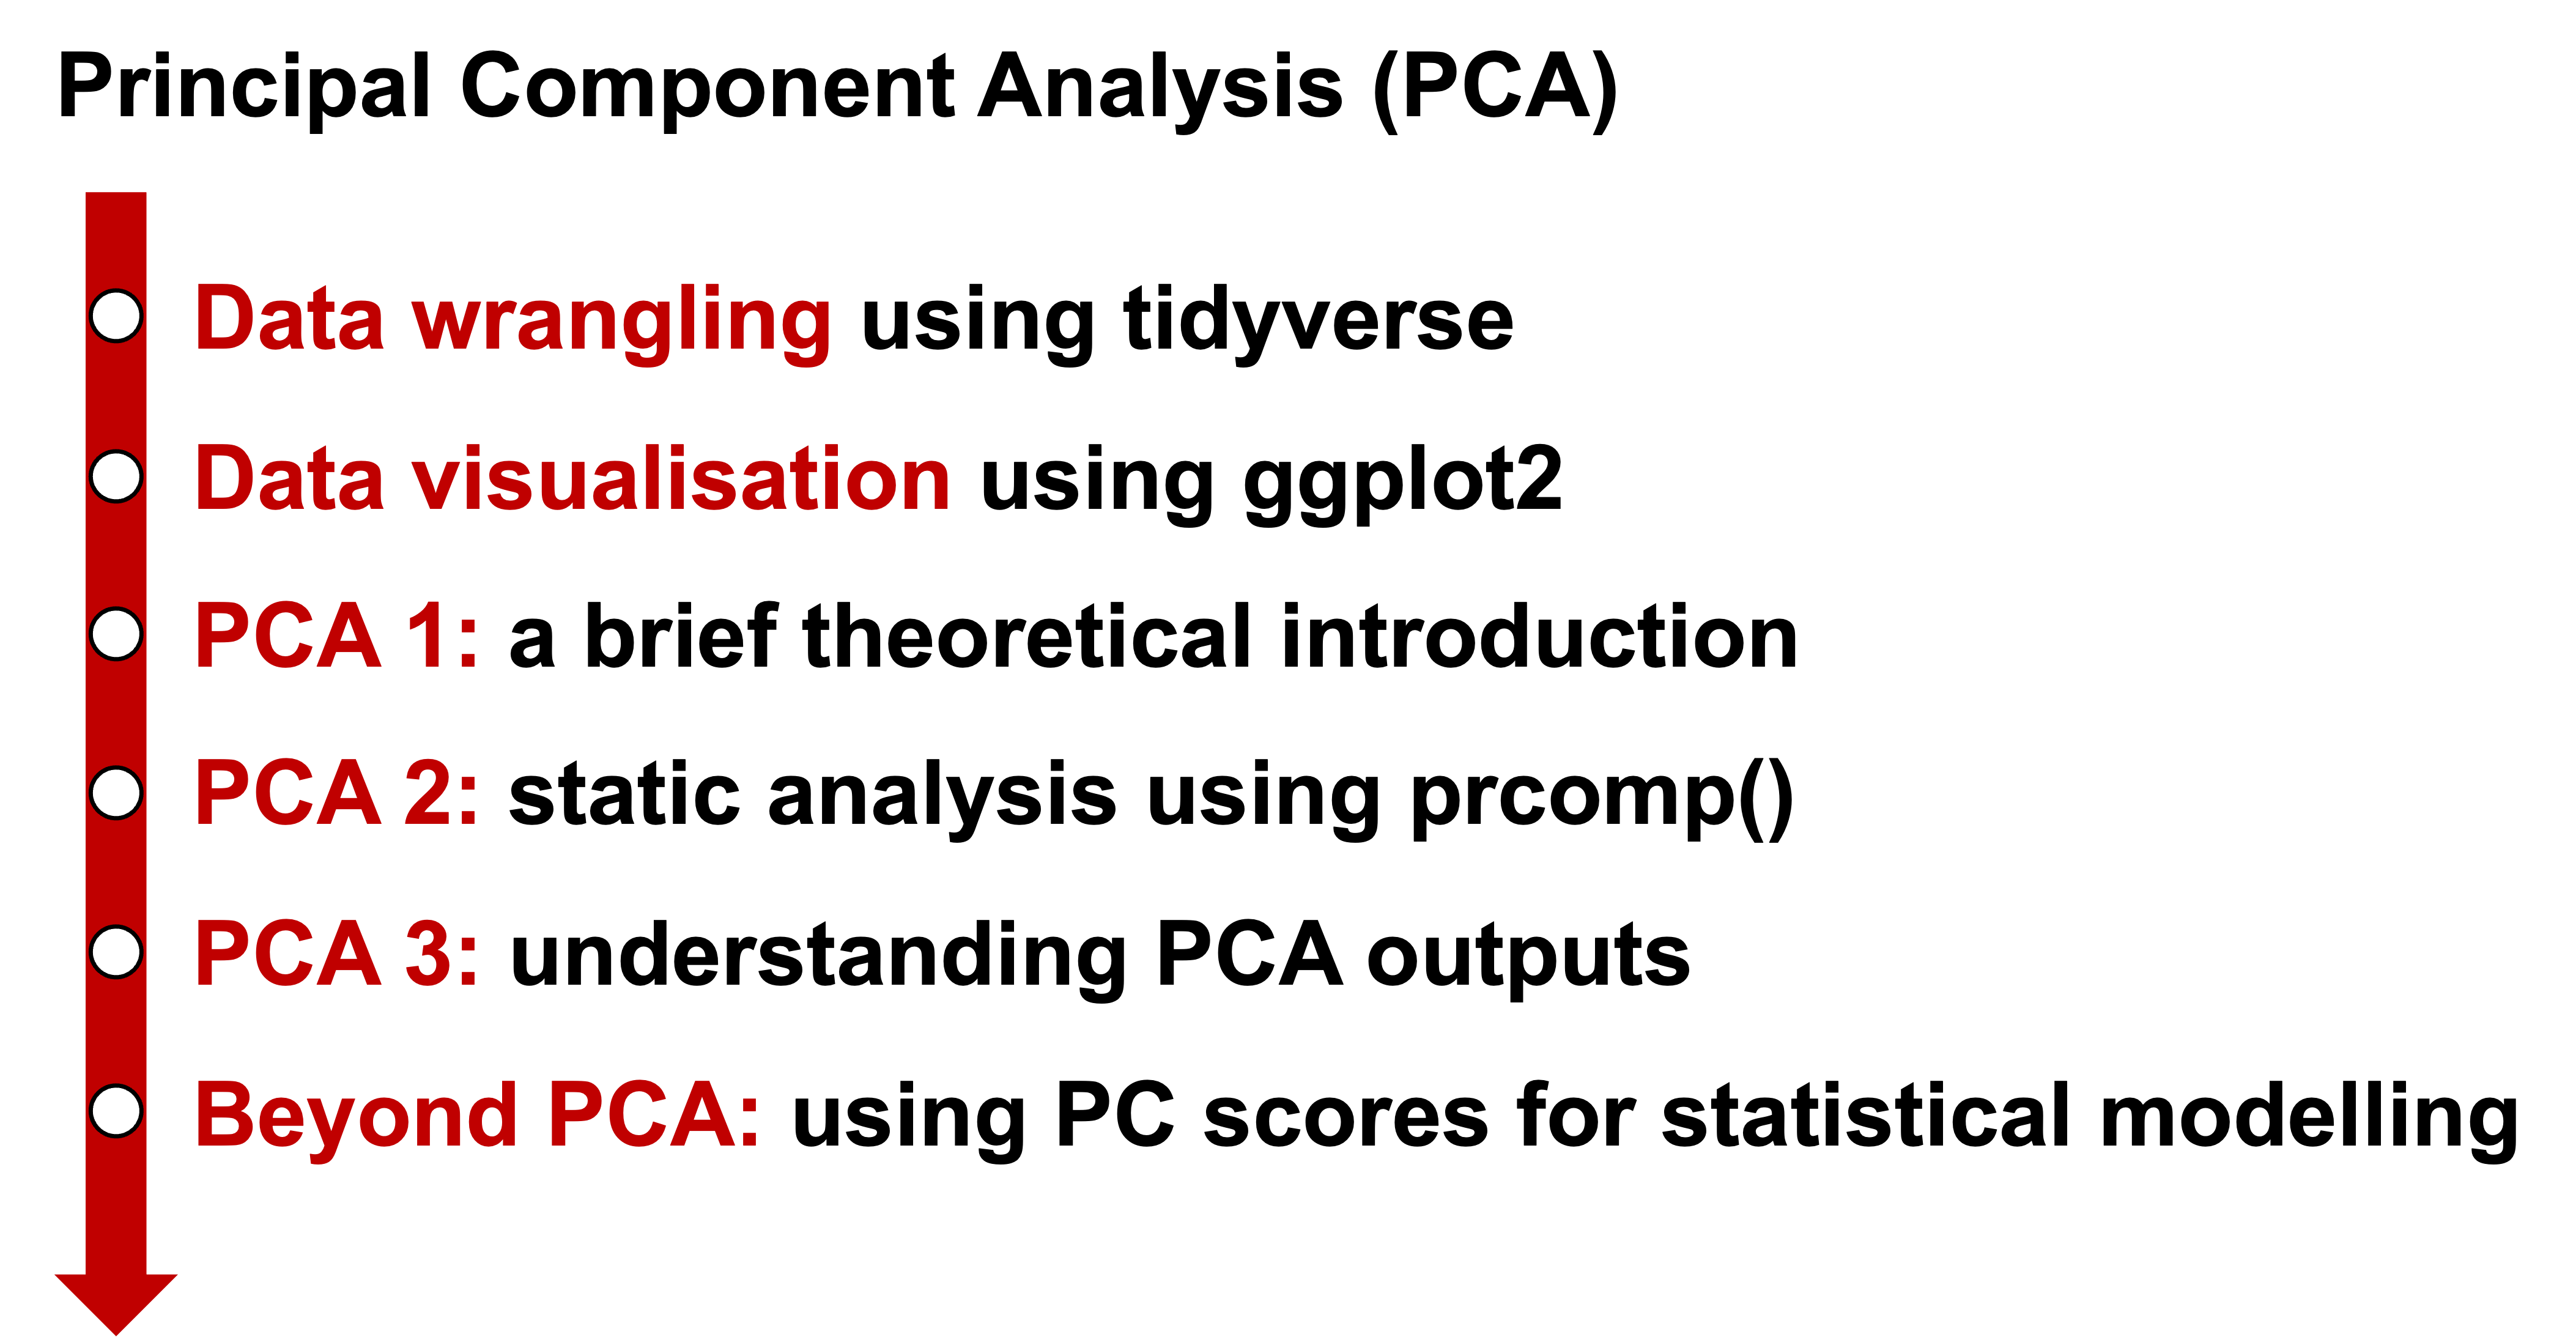 Principal Component Analysis (PCA)
Data wrangling using tidyverse
Data visualisation using ggplot2
PCA 1: a brief theoretical introduction
PCA 2: static analysis using prcomp()
PCA 3: understanding PCA outputs
Beyond PCA: using PC scores for statistical modelling